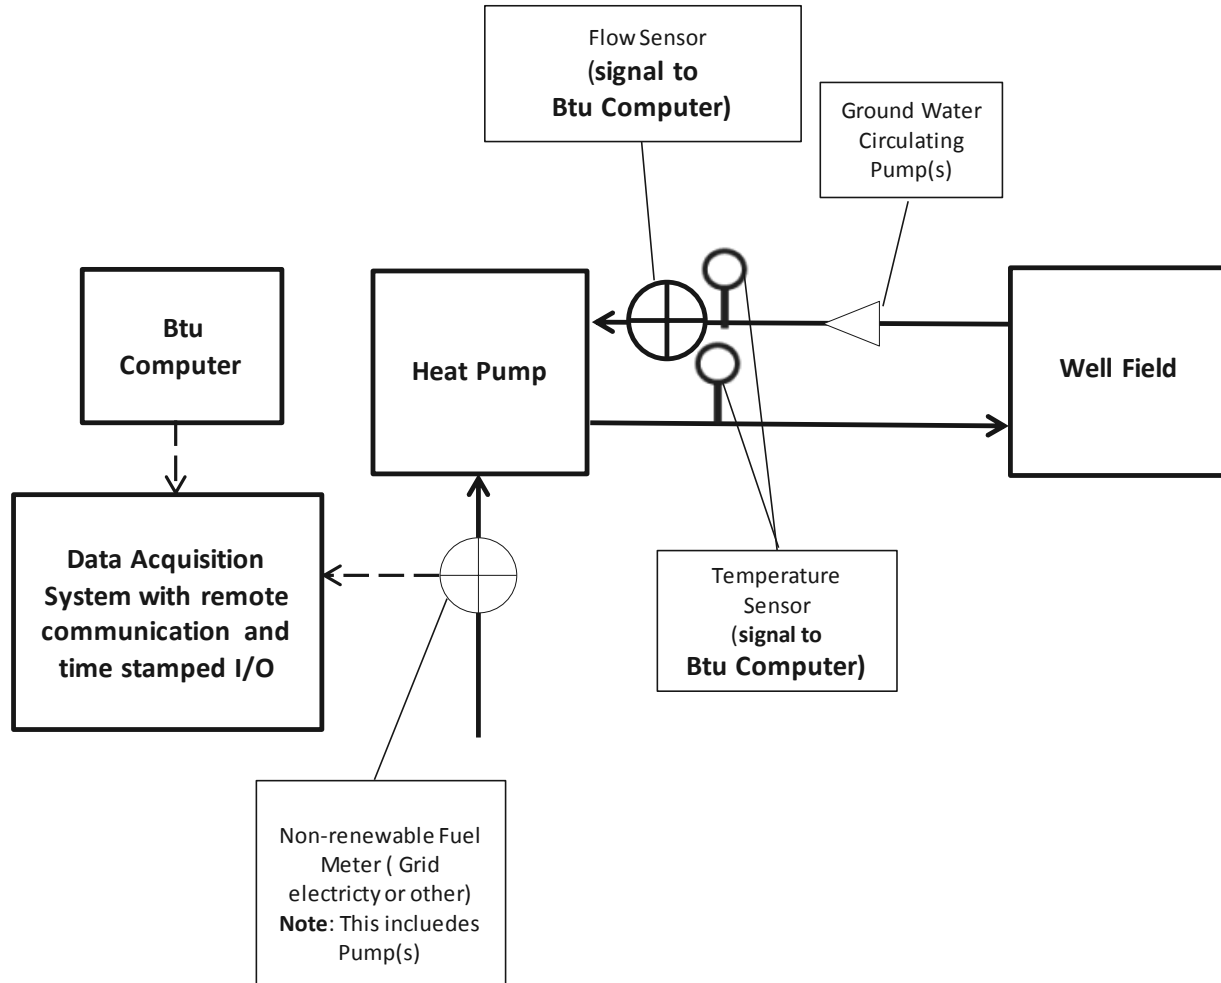 Flow Sensor
(signal to
Btu Computer)
Ground Water
Circulating
Pump(s)
Btu
Computer
Heat Pump
Well Field
Data Acquisition
System with remote
communication and
time stamped I/O
Temperature
Sensor
(signal to
Btu Computer)
Non-renewable Fuel
Meter ( Grid
electricty or other)
Note: This incluedes
Pump(s)